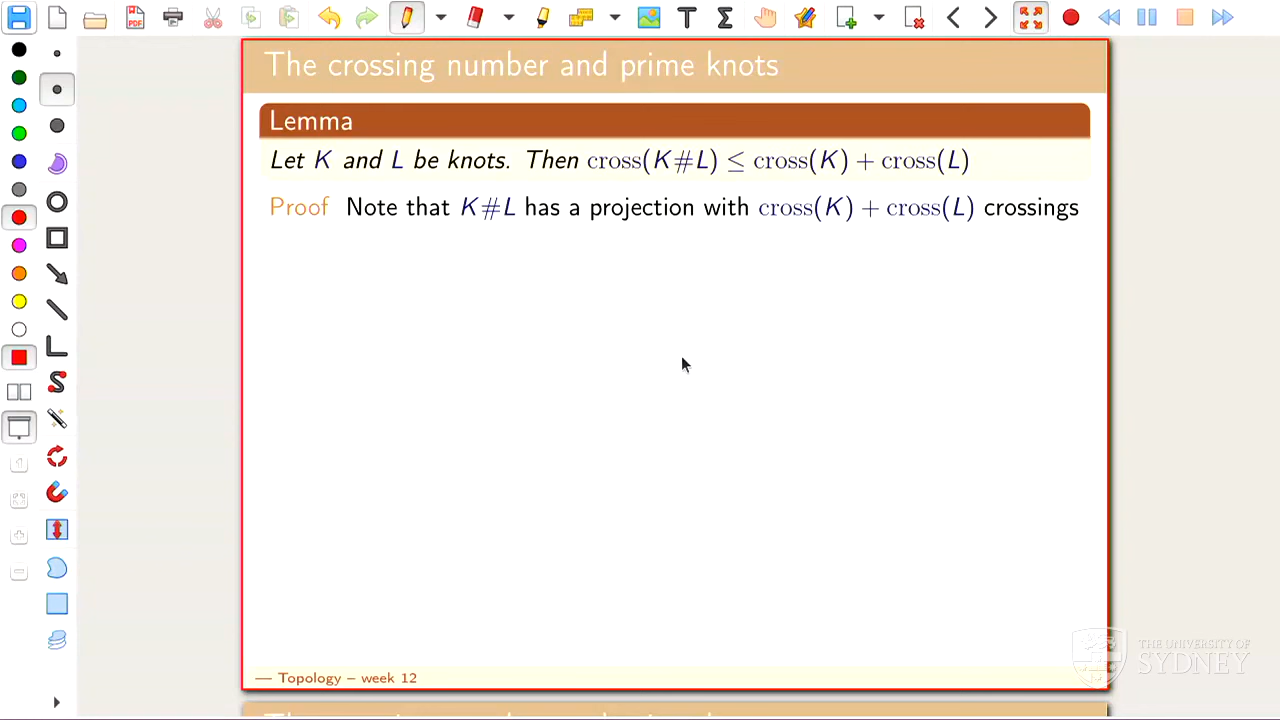 The crossing number and prime knots
Lemma
Let K and L be knots. Then cross(K#L) ≤ cross(K) + cross(L)
Proof Note that K#L has a projection with cross(K) + cross(L) crossings
— Topology – week 12
THE UNIVERSITY OF
SYDNEY